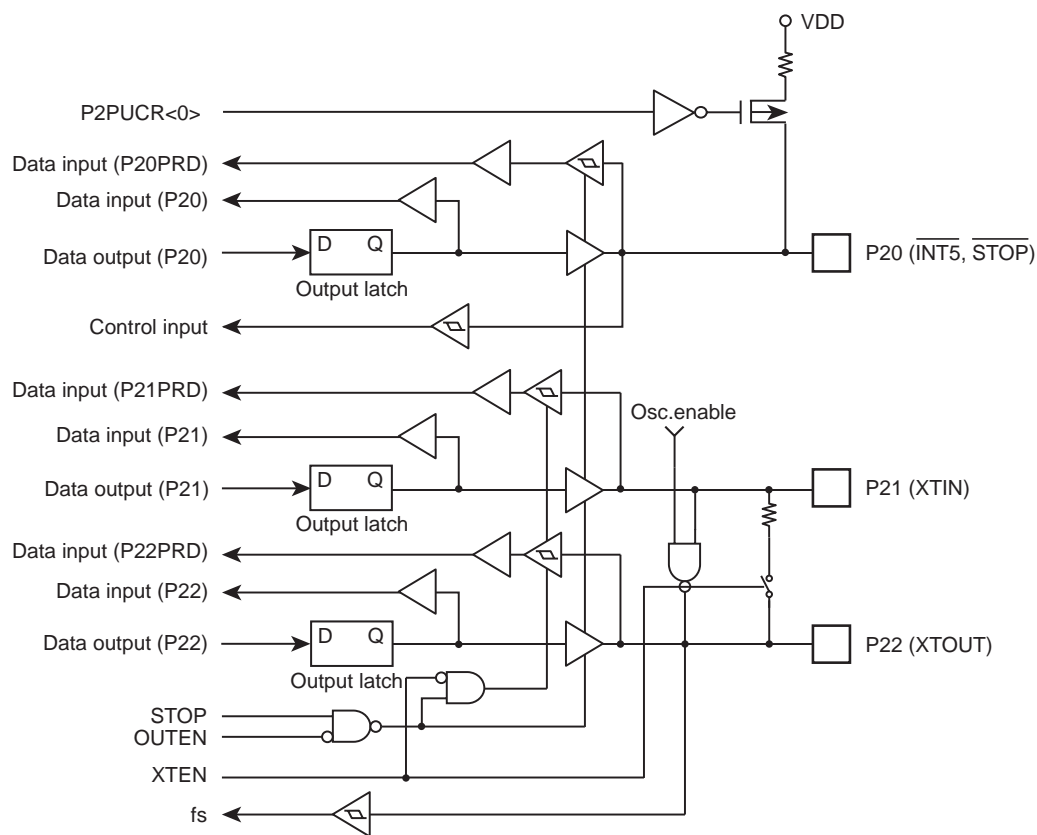 VDD
P2PUCR<0>
Data input (P20PRD)
Data input (P20)
Data output (P20)
D Q
Output latch
P20 (INT5, STOP)
Control input
Data input (P21PRD)
Osc.enable
Data input (P21)
Data output (P21)
D Q
Output latch
P21 (XTIN)
Data input (P22PRD)
Data input (P22)
Data output (P22)
D Q
Output latch
P22 (XTOUT)
STOP
OUTEN
XTEN
fs